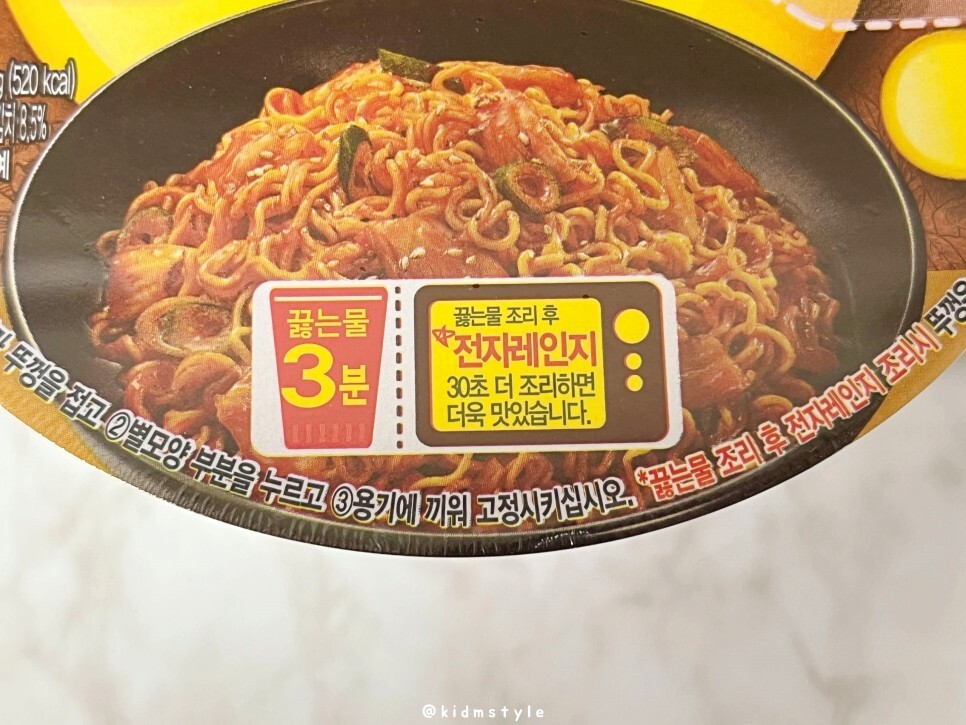 g (520 kcal)
김치 8.5%
끓는물
3분
끓는물 조리 후
전자레인지
30초 더 조리하면
더욱 맛있습니다.
뚜껑을 접고 ②별모양 부분을 누르고 ③용기에 끼워 고정시키십시오.
*끓는물 조리 후 전자레인지 조리시 뚜껑을
@kidmstyle